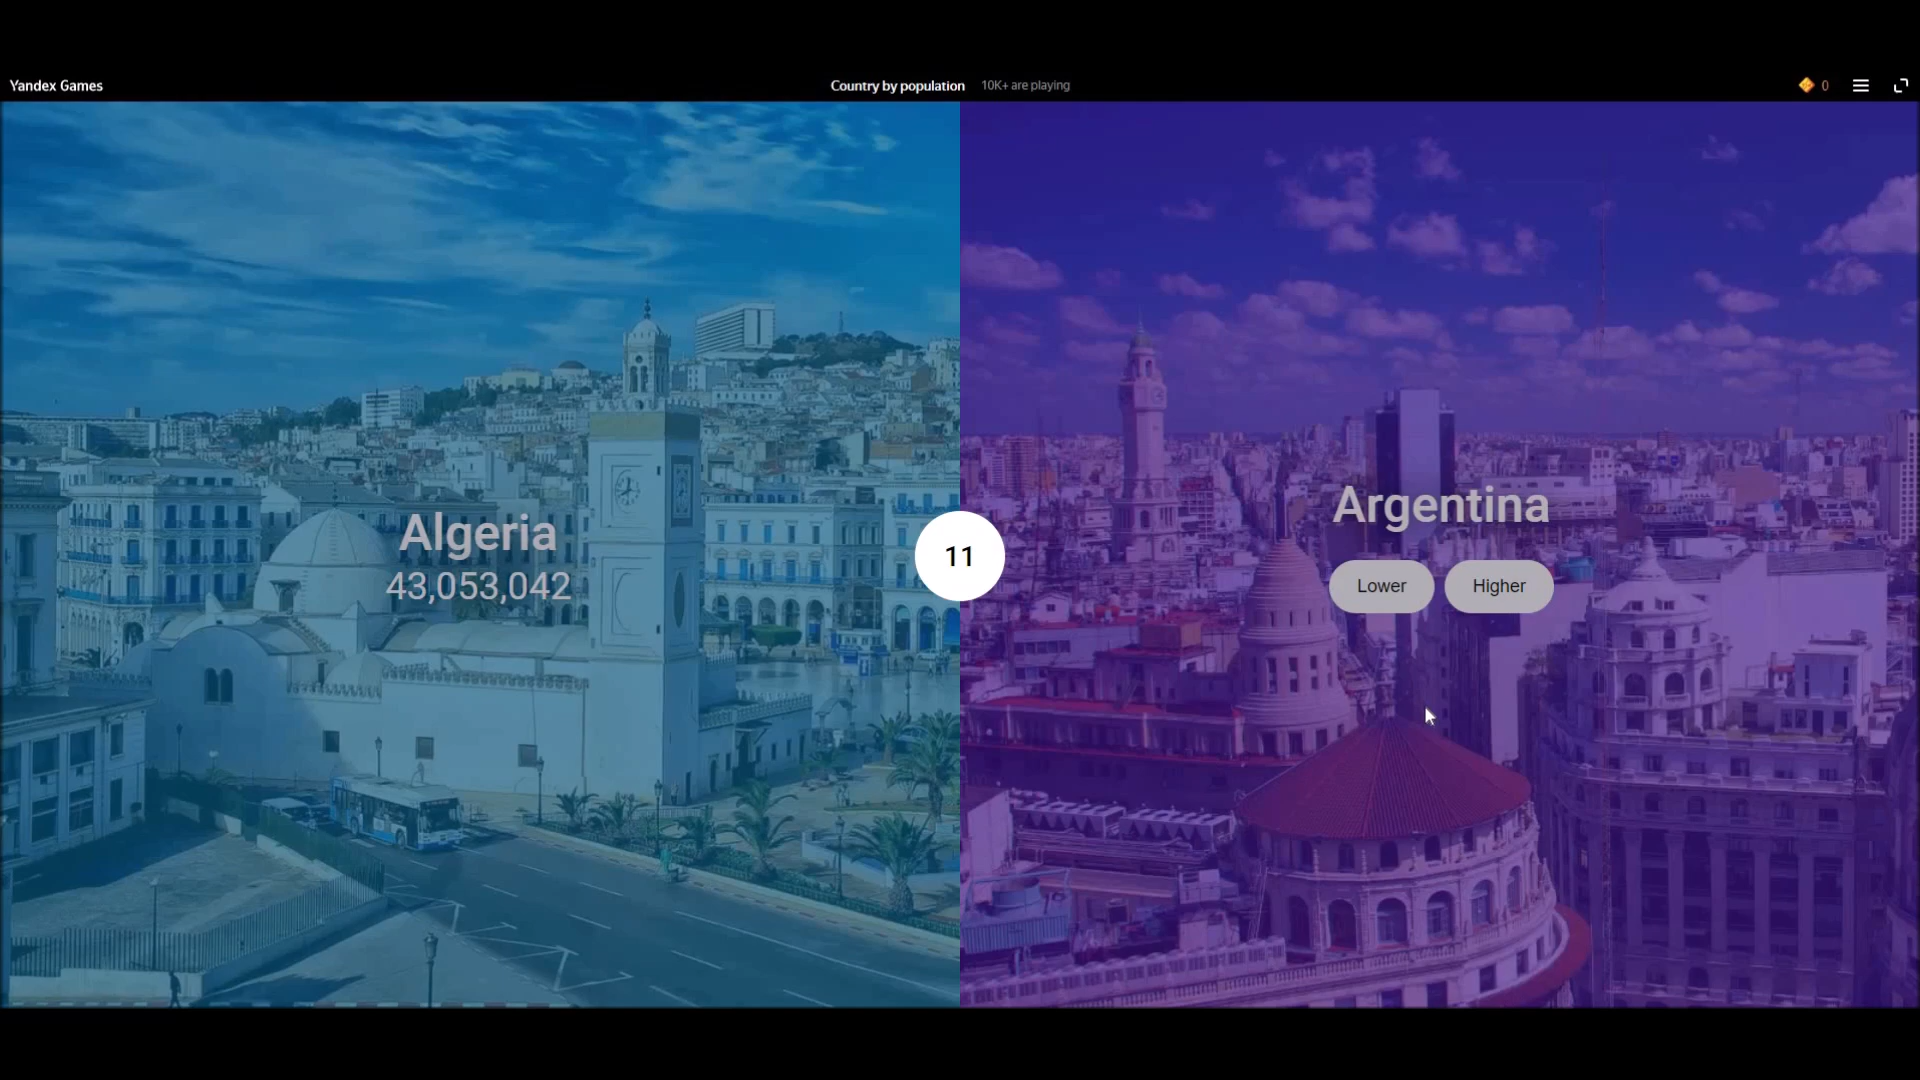 Yandex Games
Country by population 10K+ are playing
0
Algeria
43,053,042
11
Argentina
Lower Higher